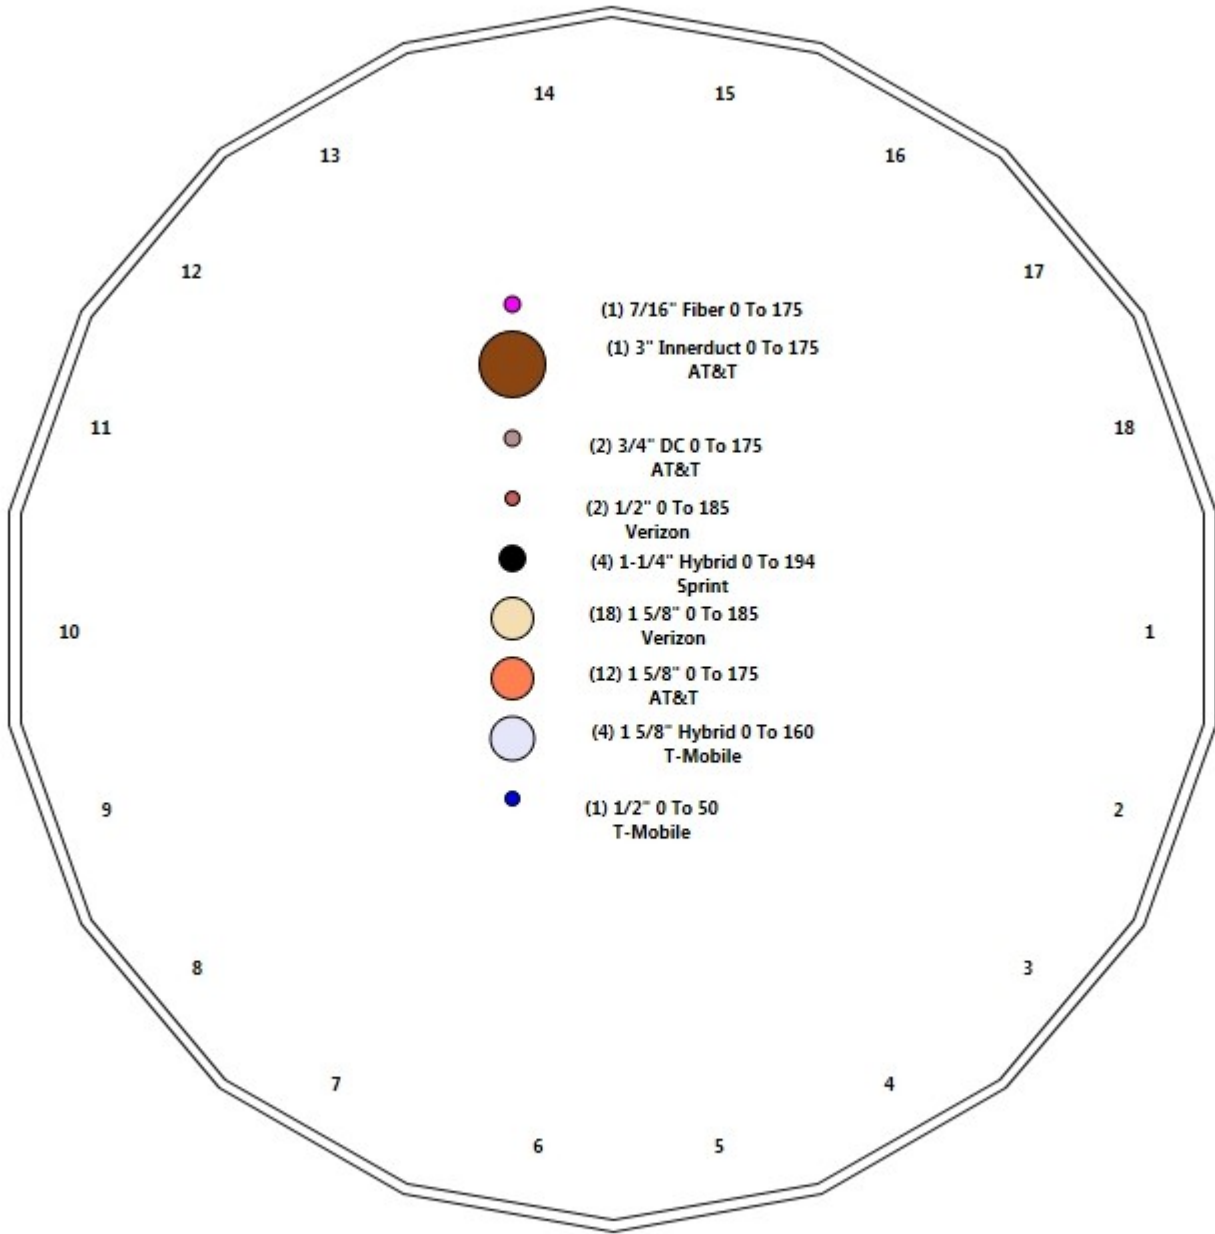 14
15
13
16
12
17
(1) 7/16" Fiber 0 To 175
(1) 3" Innerduct 0 To 175
AT&T
11
18
(2) 3/4" DC 0 To 175
AT&T
(2) 1/2" 0 To 185
Verizon
(4) 1-1/4" Hybrid 0 To 194
Sprint
(18) 1 5/8" 0 To 185
Verizon
10
1
(12) 1 5/8" 0 To 175
AT&T
(4) 1 5/8" Hybrid 0 To 160
T-Mobile
(1) 1/2" 0 To 50
T-Mobile
9
2
8
3
7
4
6
5